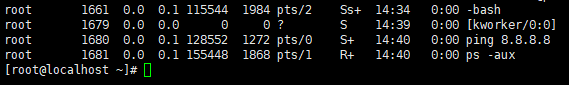 root 1661 0.0 0.1 115544 1984 pts/2 Ss+ 14:34 0:00 -bash
root 1679 0.0 0.0 0 0 ? S 14:39 0:00 [kworker/0:0]
root 1680 0.0 0.1 128552 1272 pts/0 S+ 14:40 0:00 ping 8.8.8.8
root 1681 0.0 0.1 155448 1868 pts/1 R+ 14:40 0:00 ps -aux
[root@localhost ~]#